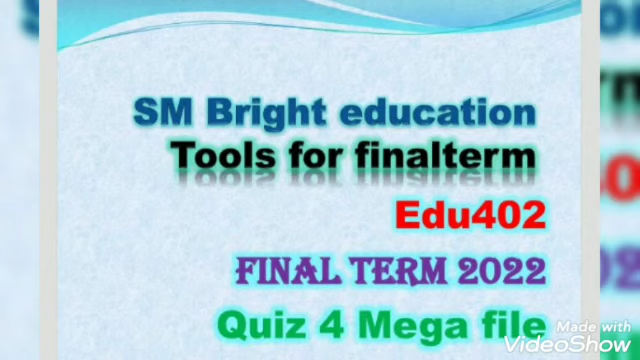 SM Bright education
Tools for finalterm
Edu402
FINAL TERM 2022
Quiz 4 Mega file
Made with
VideoShow